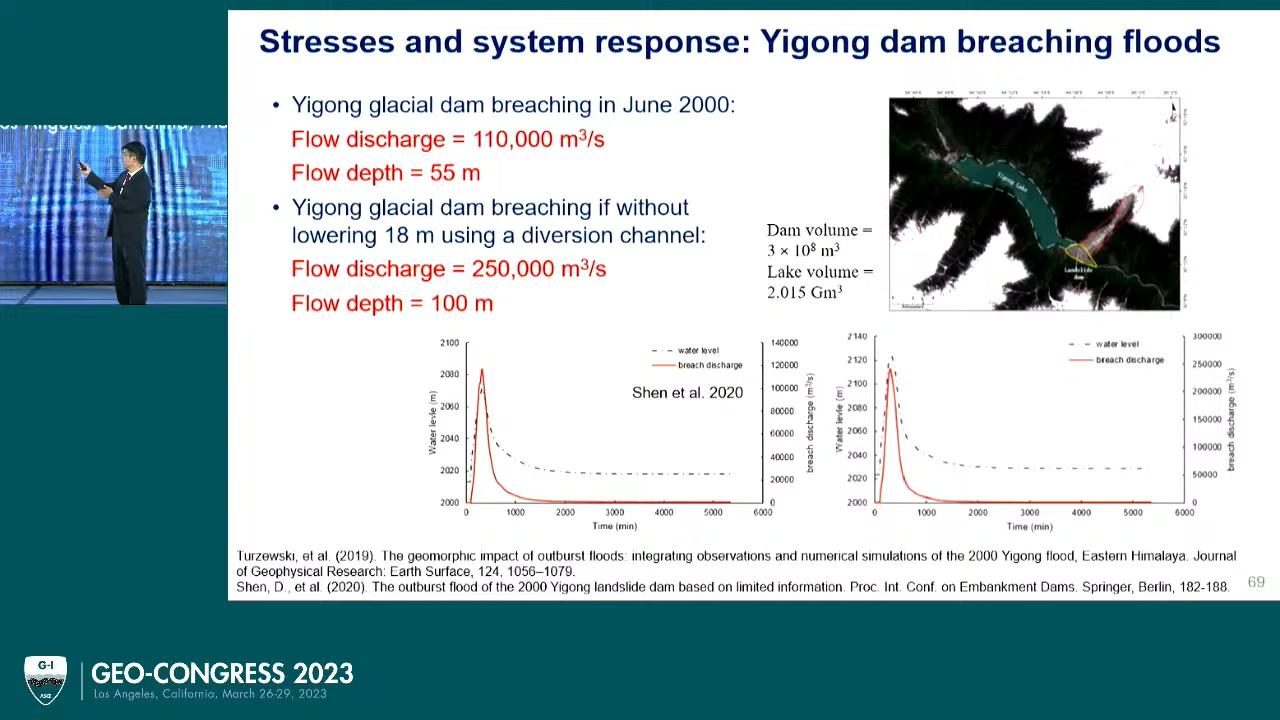 Stresses and system response: Yigong dam breaching floods
• Yigong glacial dam breaching in June 2000:
Flow discharge = 110,000 m³/s
Flow depth = 55 m
• Yigong glacial dam breaching if without
lowering 18 m using a diversion channel:
Flow discharge = 250,000 m³/s
Flow depth = 100 m
Dam volume =
3 × 10⁸ m³
Lake volume =
2.015 Gm³
Yigong Lake
Landslide
dam
2100
2080
2060
2040
2020
2000
Water levle (m)
water level
breach discharge
Shen et al. 2020
140000
120000
100000
80000
60000
40000
20000
0
breach discharge (m³/s)
0 1000 2000 3000 4000 5000 6000
Time (min)
2140
2120
2100
2080
2060
2040
2020
2000
Water levle (m)
water level
breach discharge
300000
250000
200000
150000
100000
50000
0
breach discharge (m³/s)
0 1000 2000 3000 4000 5000 6000
Time (min)
Turzewski, et al. (2019). The geomorphic impact of outburst floods: integrating observations and numerical simulations of the 2000 Yigong flood, Eastern Himalaya. Journal
of Geophysical Research: Earth Surface, 124, 1056–1079.
Shen, D., et al. (2020). The outburst flood of the 2000 Yigong landslide dam based on limited information. Proc. Int. Conf. on Embankment Dams. Springer, Berlin, 182-188.
69
G-I
ASCE
GEO-CONGRESS 2023
Los Angeles, California, March 26-29, 2023